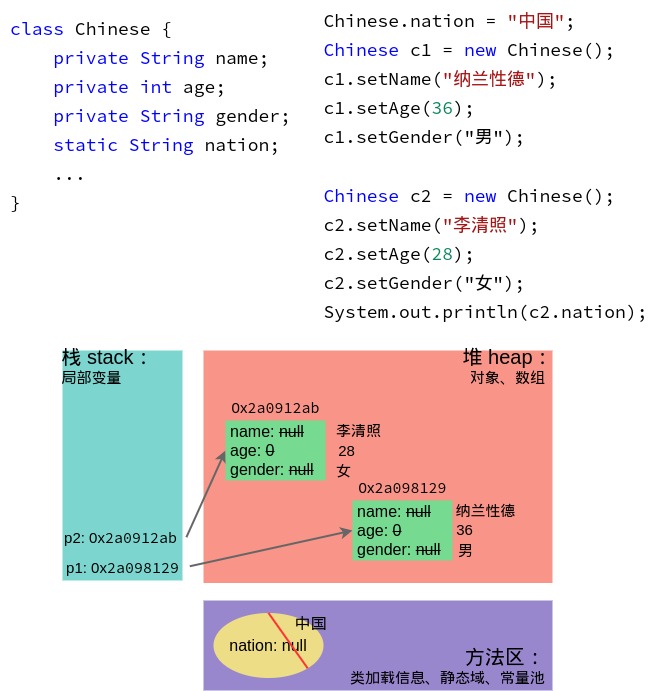 class Chinese {
private String name;
private int age;
private String gender;
static String nation;
...
}
Chinese.nation = "中国";
Chinese c1 = new Chinese();
c1.setName("纳兰性德");
c1.setAge(36);
c1.setGender("男");
Chinese c2 = new Chinese();
c2.setName("李清照");
c2.setAge(28);
c2.setGender("女");
System.out.println(c2.nation);
栈 stack：
局部变量
p2: 0x2a0912ab
p1: 0x2a098129
堆 heap：
对象、数组
0x2a0912ab
name: null 李清照
age: 0 28
gender: null 女
0x2a098129
name: null 纳兰性德
age: 0 36
gender: null 男
中国
nation: null
方法区：
类加载信息、静态域、常量池